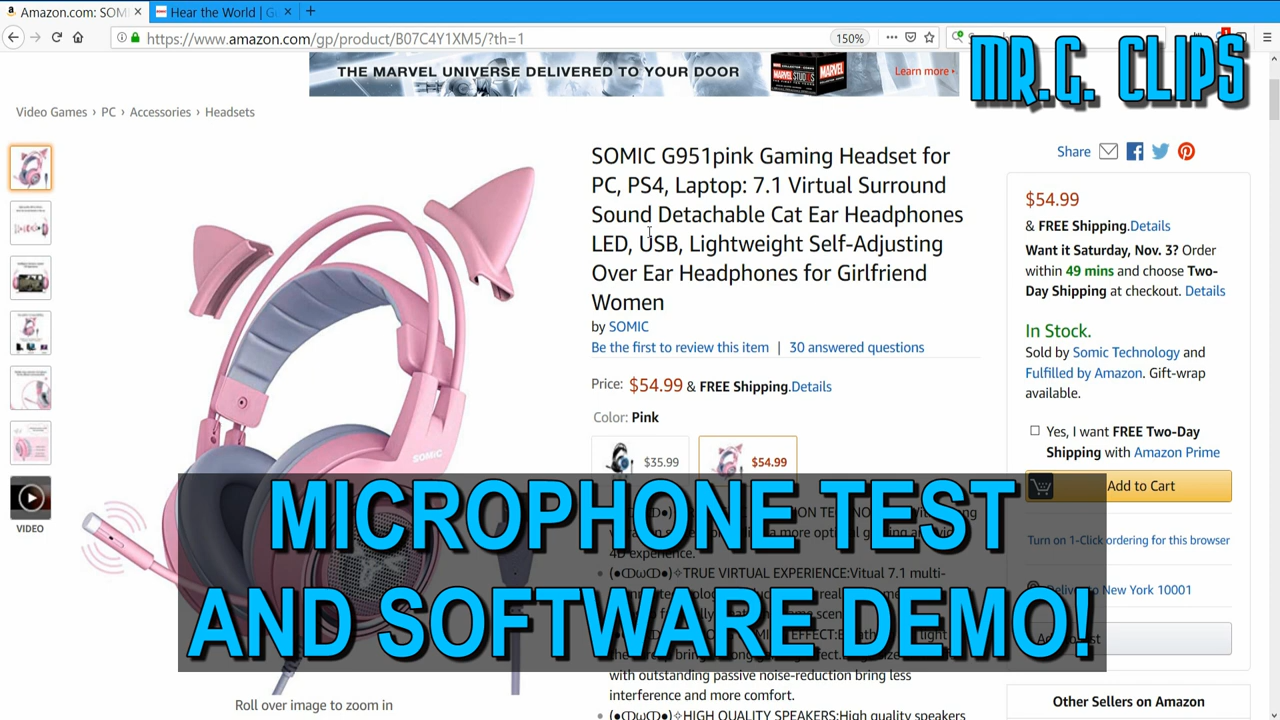 Amazon.com: SOM
Hear the World |
https://www.amazon.com/gp/product/B07C4Y1XM5/?th=1
150%
MR.G. CLIPS
THE MARVEL UNIVERSE DELIVERED TO YOUR DOOR
MARVEL
Learn more ›
Video Games › PC › Accessories › Headsets
SOMIC G951pink Gaming Headset for
PC, PS4, Laptop: 7.1 Virtual Surround
Sound Detachable Cat Ear Headphones
LED, USB, Lightweight Self-Adjusting
Over Ear Headphones for Girlfriend
Women
by SOMIC
Be the first to review this item | 30 answered questions
Price: $54.99 & FREE Shipping.Details
Color: Pink
$35.99
$54.99
SOMIC
VIDEO
Roll over image to zoom in
MICROPHONE TEST
AND SOFTWARE DEMO!
4D experience.
(●ↀωↀ●)✧TRUE VIRTUAL EXPERIENCE:Vitual 7.1 multi-
with outstanding passive noise-reduction bring less
interference and more comfort.
(●ↀωↀ●)✧HIGH QUALITY SPEAKERS:High quality speakers
Share
$54.99
& FREE Shipping.Details
Want it Saturday, Nov. 3? Order
within 49 mins and choose Two-
Day Shipping at checkout. Details
In Stock.
Sold by Somic Technology and
Fulfilled by Amazon. Gift-wrap
available.
Yes, I want FREE Two-Day
Shipping with Amazon Prime
Add to Cart
Turn on 1-Click ordering for this browser
Deliver to New York 10001
Other Sellers on Amazon